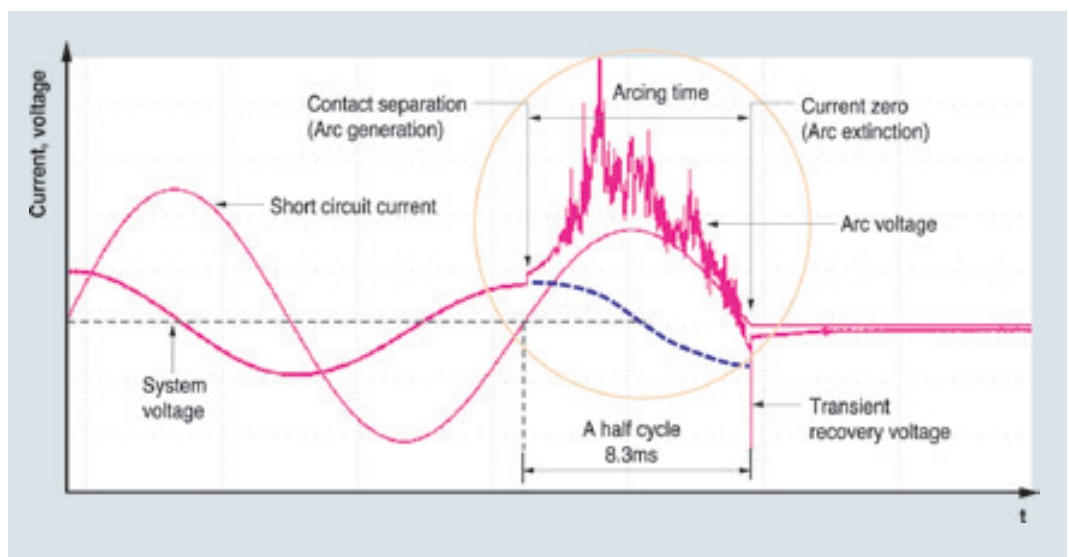 Current, voltage
Contact separation
(Arc generation)
Arcing time
Current zero
(Arc extinction)
Short circuit current
Arc voltage
System
voltage
A half cycle
8.3ms
Transient
recovery voltage
t